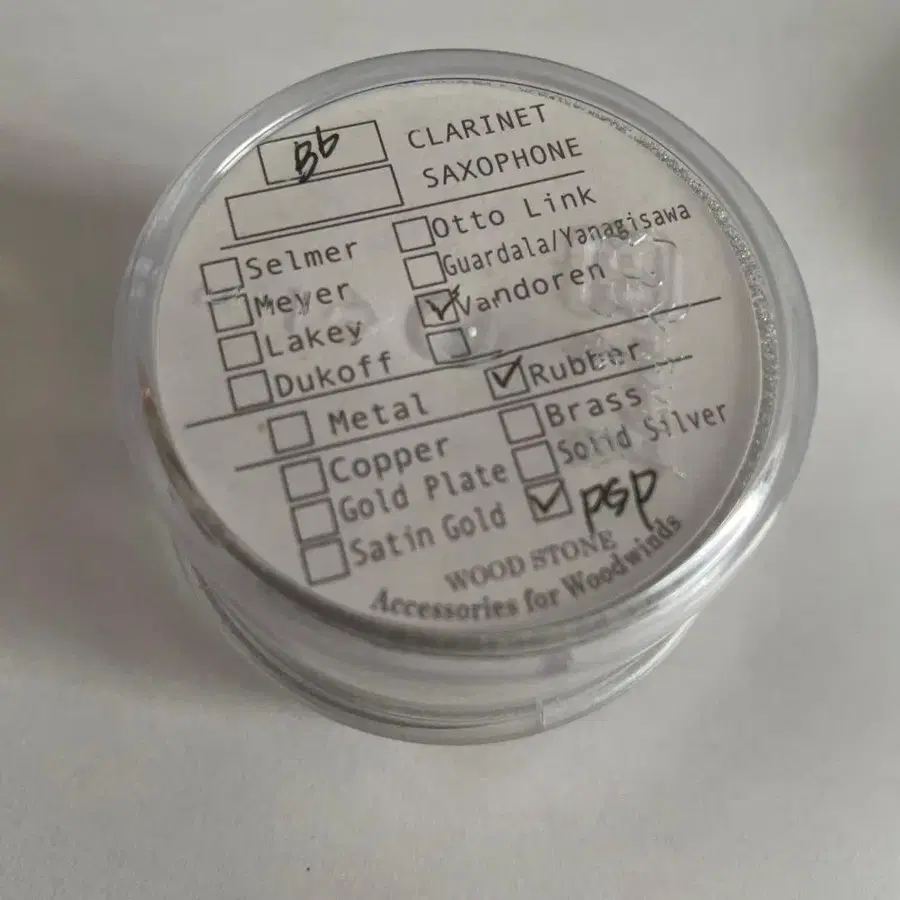 Bb CLARINET
SAXOPHONE
Selmer Otto Link
Meyer Guardala/Yanagisawa
Lakey Vandoren
Dukoff
Metal Rubber
Copper Brass
Gold Plate Solid Silver
Satin Gold PGP
WOOD STONE
Accessories for Woodwinds